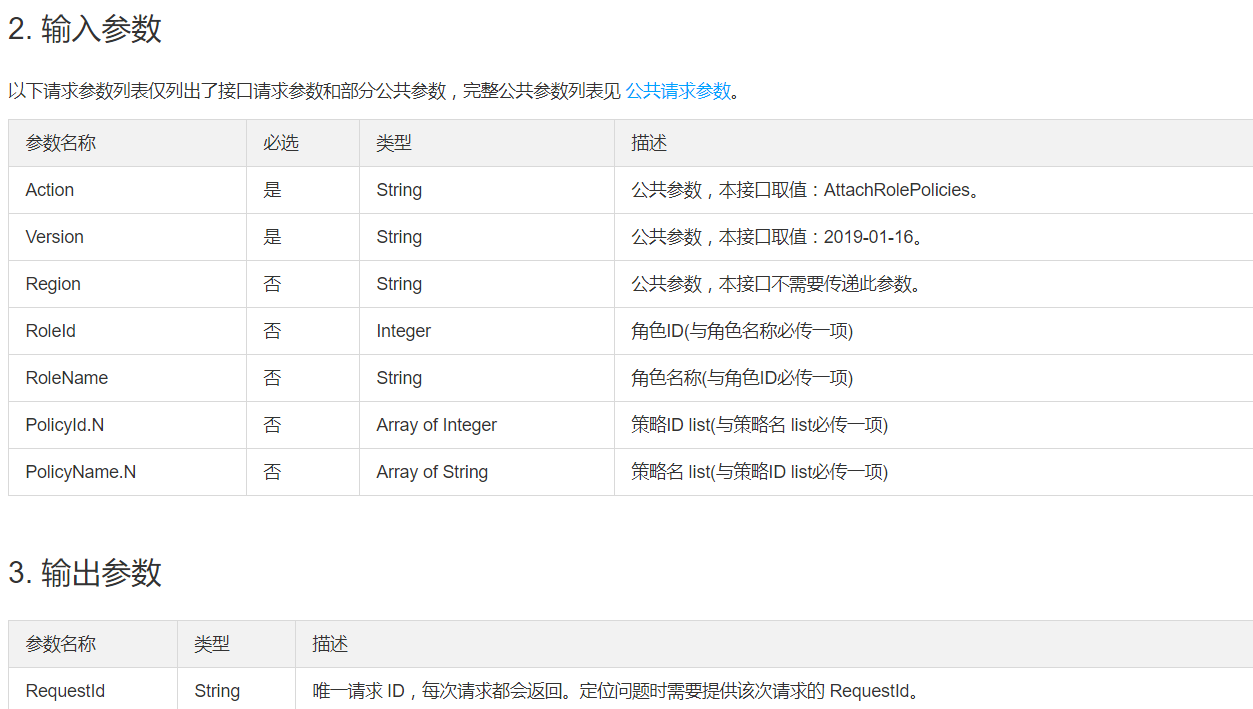 2. 输入参数
以下请求参数列表仅列出了接口请求参数和部分公共参数，完整公共参数列表见 公共请求参数。
参数名称 必选 类型 描述
Action 是 String 公共参数，本接口取值：AttachRolePolicies。
Version 是 String 公共参数，本接口取值：2019-01-16。
Region 否 String 公共参数，本接口不需要传递此参数。
RoleId 否 Integer 角色ID(与角色名称必传一项)
RoleName 否 String 角色名称(与角色ID必传一项)
PolicyId.N 否 Array of Integer 策略ID list(与策略名 list必传一项)
PolicyName.N 否 Array of String 策略名 list(与策略ID list必传一项)
3. 输出参数
参数名称 类型 描述
RequestId String 唯一请求 ID，每次请求都会返回。定位问题时需要提供该次请求的 RequestId。